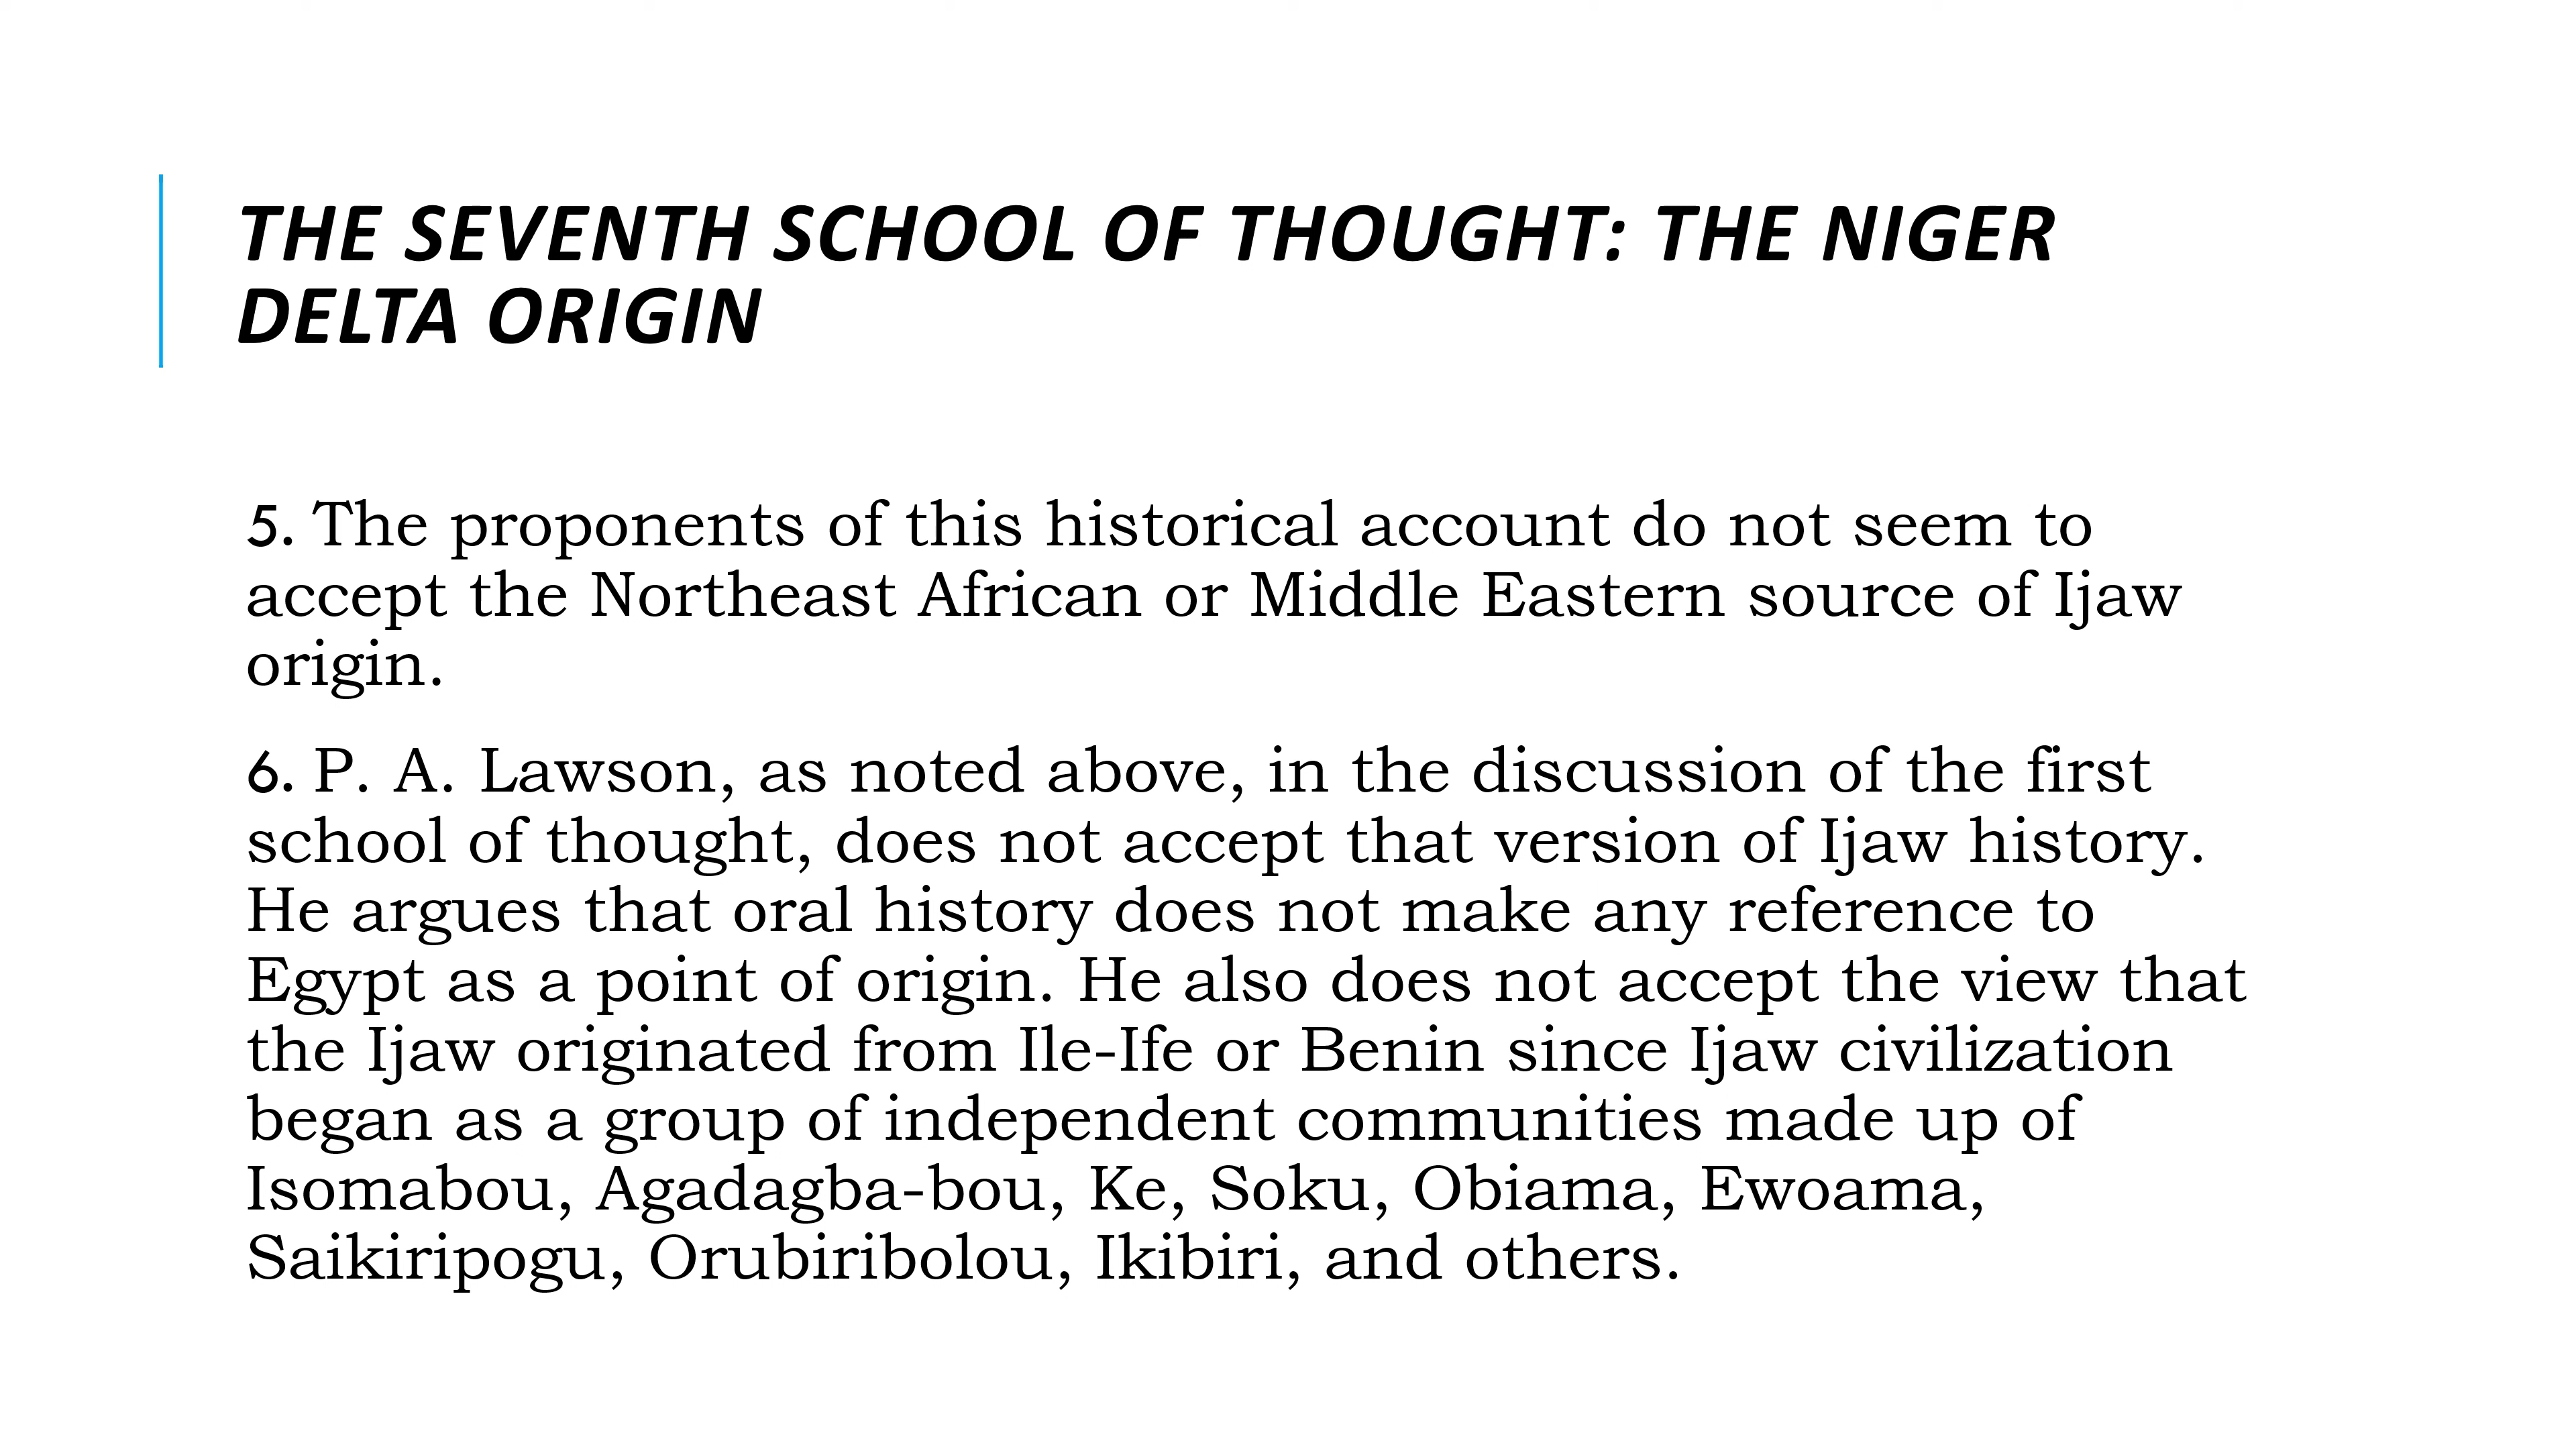 THE SEVENTH SCHOOL OF THOUGHT: THE NIGER
DELTA ORIGIN
5. The proponents of this historical account do not seem to
accept the Northeast African or Middle Eastern source of Ijaw
origin.
6. P. A. Lawson, as noted above, in the discussion of the first
school of thought, does not accept that version of Ijaw history.
He argues that oral history does not make any reference to
Egypt as a point of origin. He also does not accept the view that
the Ijaw originated from Ile-Ife or Benin since Ijaw civilization
began as a group of independent communities made up of
Isomabou, Agadagba-bou, Ke, Soku, Obiama, Ewoama,
Saikiripogu, Orubiribolou, Ikibiri, and others.